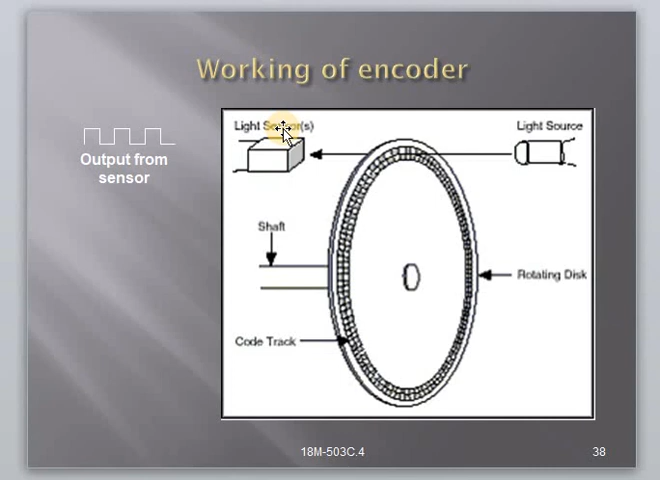 Working of encoder
Output from
sensor
Light Sensor(s)
Light Source
Shaft
Rotating Disk
Code Track
18M-503C.4
38